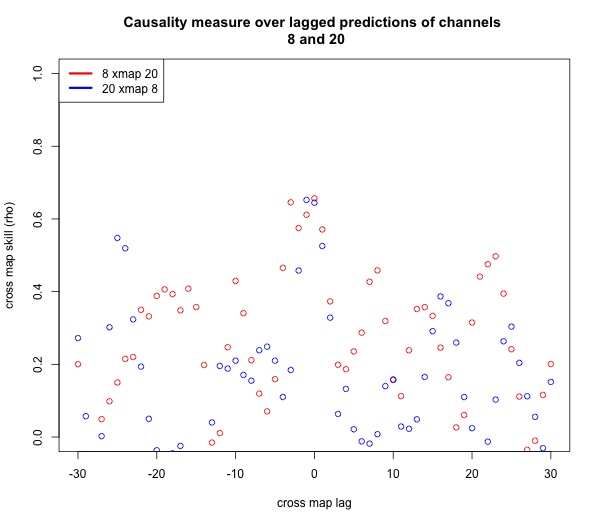 Causality measure over lagged predictions of channels
8 and 20
8 xmap 20
20 xmap 8
cross map skill (rho)
1.0
0.8
0.6
0.4
0.2
0.0
-30 -20 -10 0 10 20 30
cross map lag